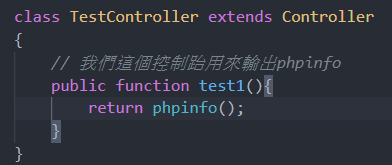 class TestController extends Controller
{
    // 我們這個控制跆用來輸出phpinfo
    public function test1(){
        return phpinfo();
    }
}